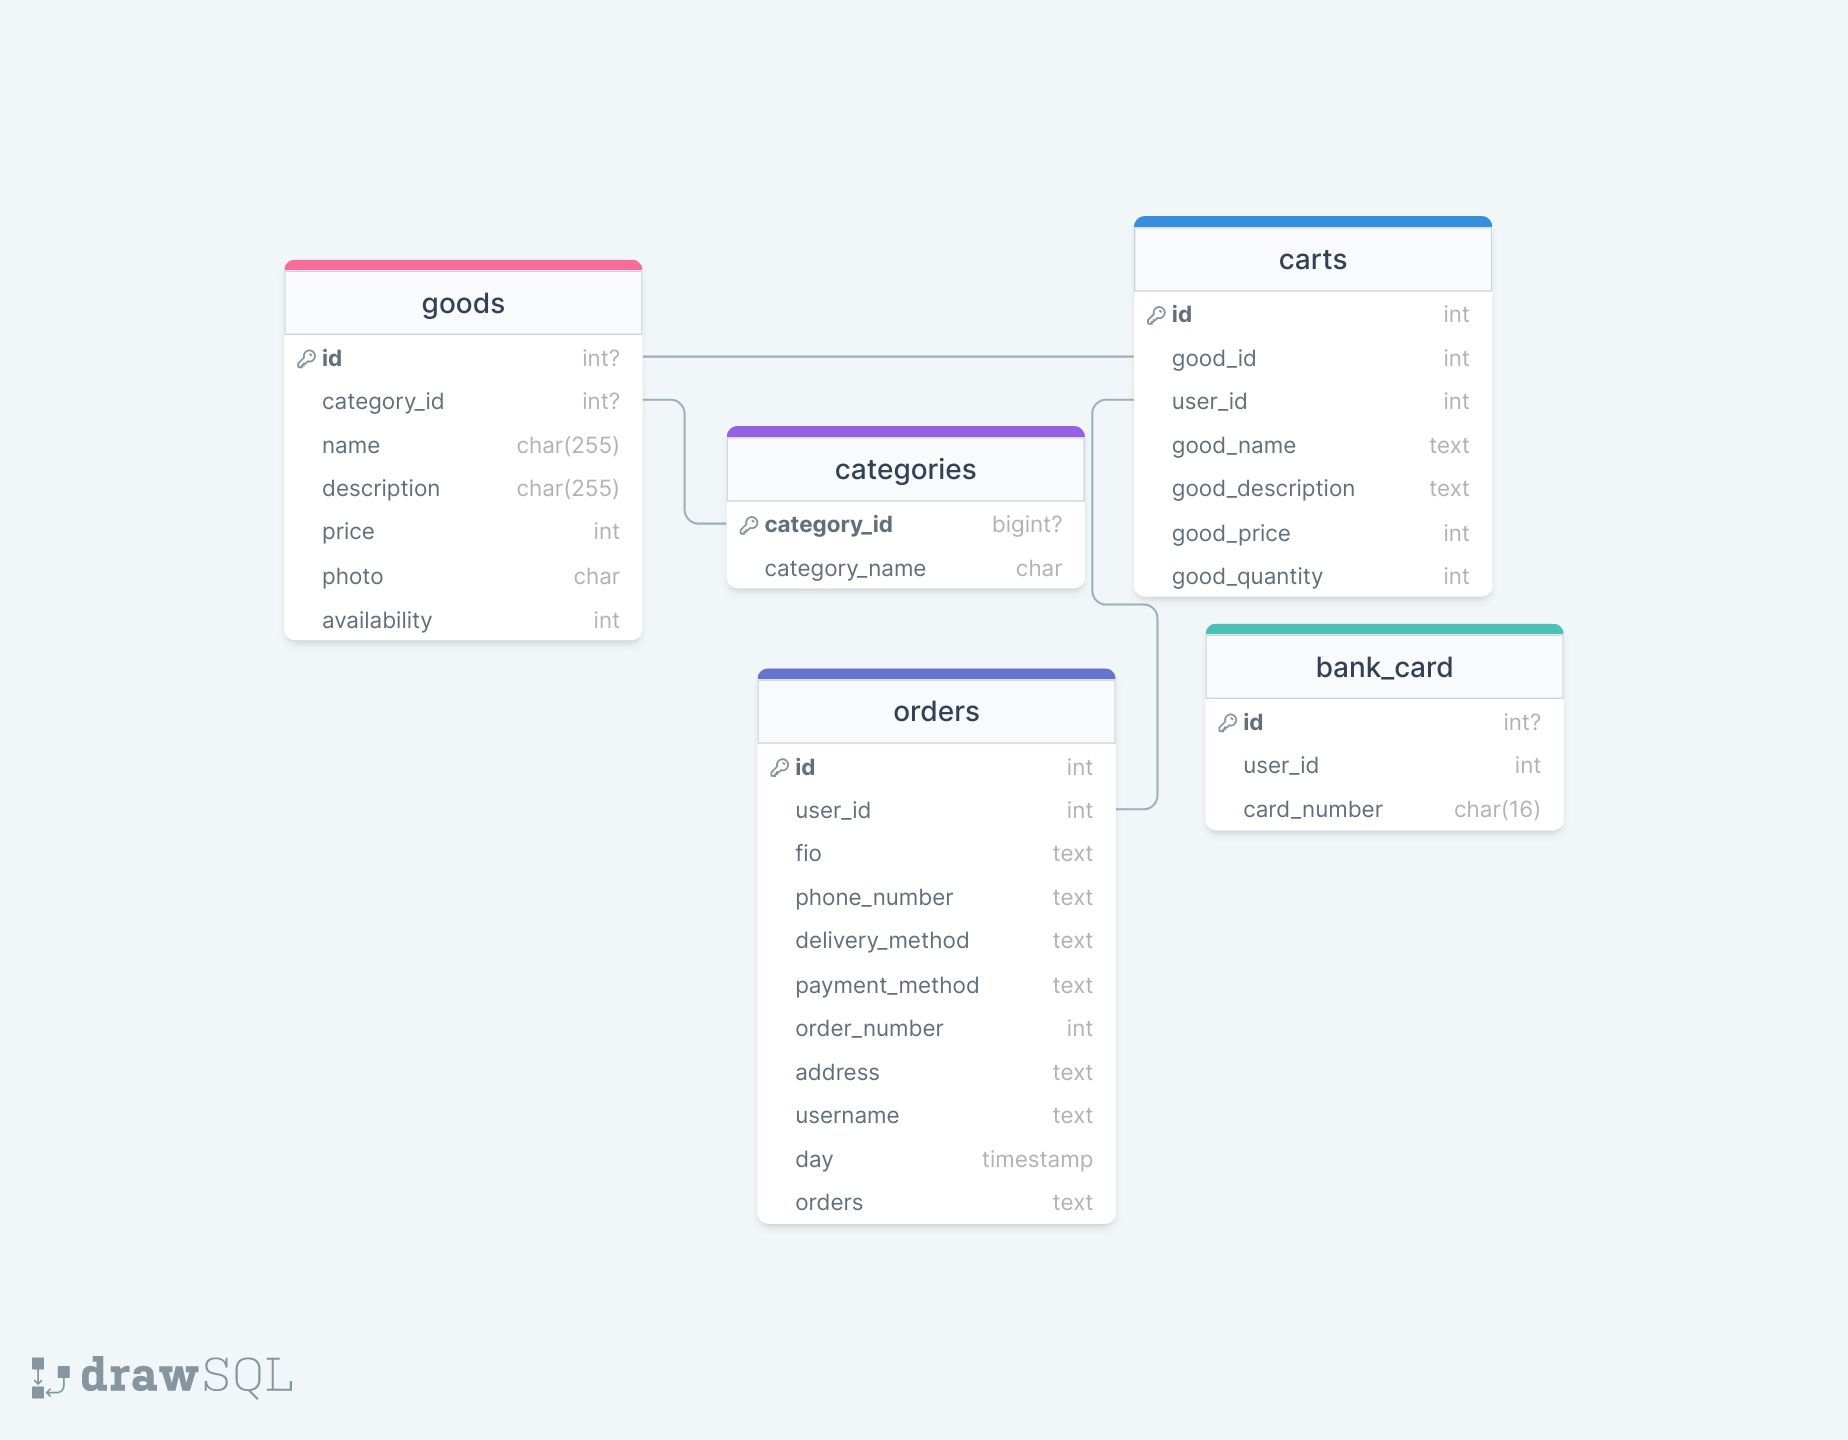 goods
id int?
category_id int?
name char(255)
description char(255)
price int
photo char
availability int
categories
category_id bigint?
category_name char
carts
id int
good_id int
user_id int
good_name text
good_description text
good_price int
good_quantity int
bank_card
id int?
user_id int
card_number char(16)
orders
id int
user_id int
fio text
phone_number text
delivery_method text
payment_method text
order_number int
address text
username text
day timestamp
orders text
drawSQL